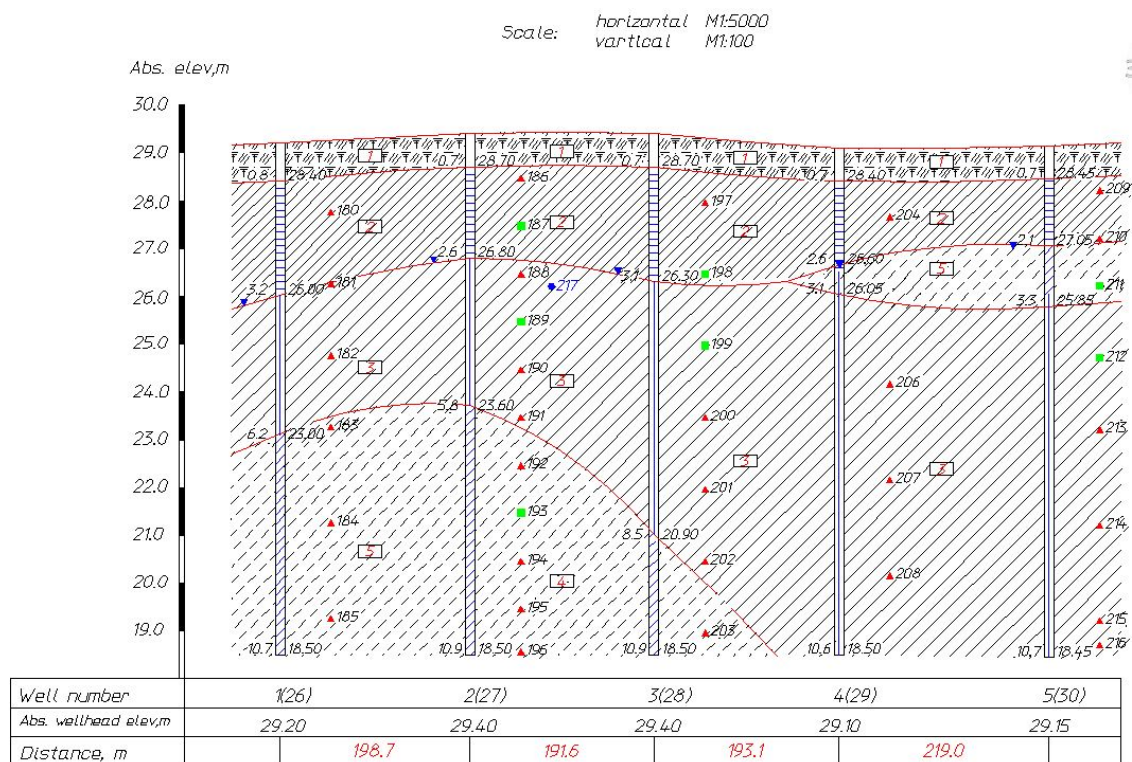 Scale: horizontal M1:5000
vartical M1:100
Abs. elev,m
30.0
29.0
28.0
27.0
26.0
25.0
24.0
23.0
22.0
21.0
20.0
19.0
1 1 1 1
0.8 28.40 0.7 28.70 0.7 28.70 0.7 28.40 0.7 28.45
186 209
180 2 187 2 197 2 204 2 210
2.6 26.80 2.6 26.60 2.1 27.05
3.2 26.00 181 188 217 3.1 26.30 198 3.1 26.05 5 211
189 3.3 25.85
182 3 190 3 199 206 212
5,8 23.60 191 200 213
6.2 23.00 183
192 3 207 3
193 201
184 8.5 20.90 214
5 194 4 202 208
185 195 203 215
10.7 18,50 10,9 18,50 196 10,9 18.50 10,6 18.50 10,7 18.45 216
Well number 1(26) 2(27) 3(28) 4(29) 5(30)
Abs. wellhead elev,m 29.20 29.40 29.40 29.10 29.15
Distance, m 198.7 191.6 193.1 219.0